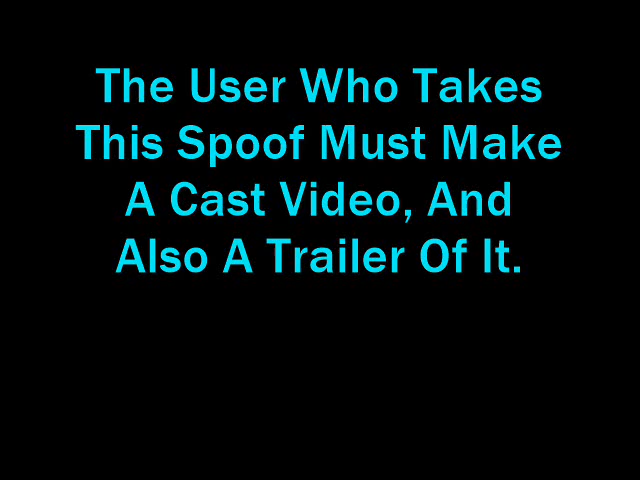 The User Who Takes
This Spoof Must Make
A Cast Video, And
Also A Trailer Of It.